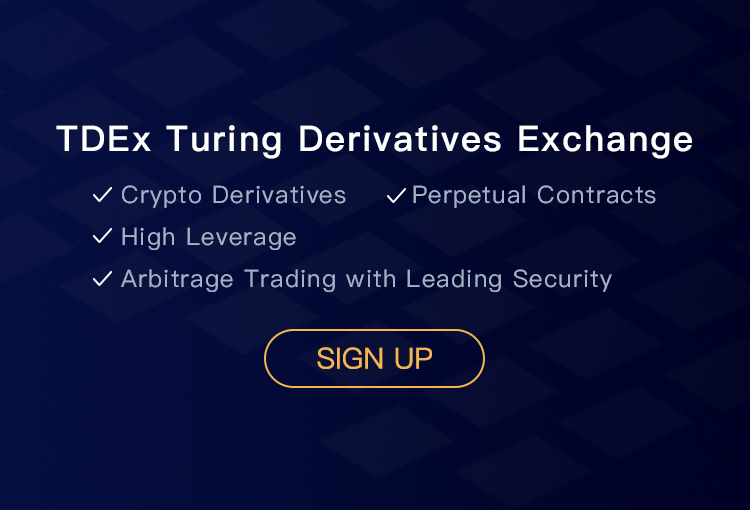 TDEx Turing Derivatives Exchange
Crypto Derivatives Perpetual Contracts
High Leverage
Arbitrage Trading with Leading Security
SIGN UP